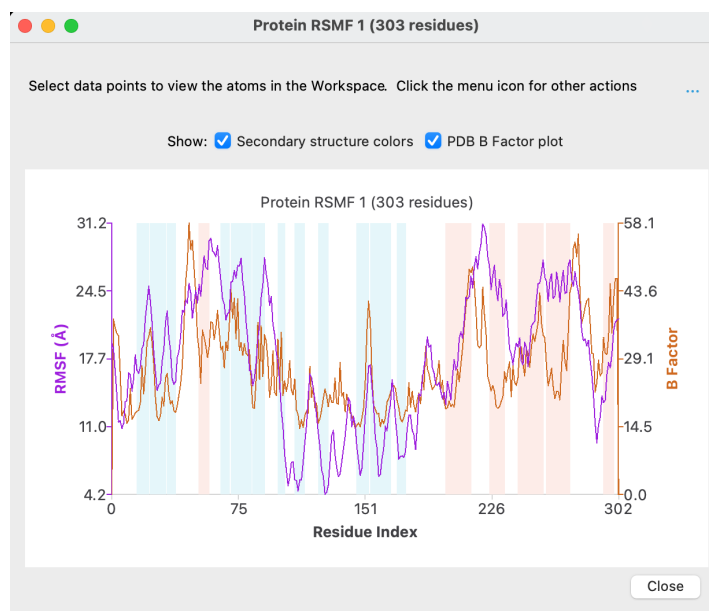 Protein RSMF 1 (303 residues)
Select data points to view the atoms in the Workspace. Click the menu icon for other actions
...
Show: Secondary structure colors PDB B Factor plot
Protein RSMF 1 (303 residues)
31.2 58.1
24.5 43.6
17.7 29.1
11.0 14.5
4.2 0.0
RMSF (Å)
B Factor
0 75 151 226 302
Residue Index
Close